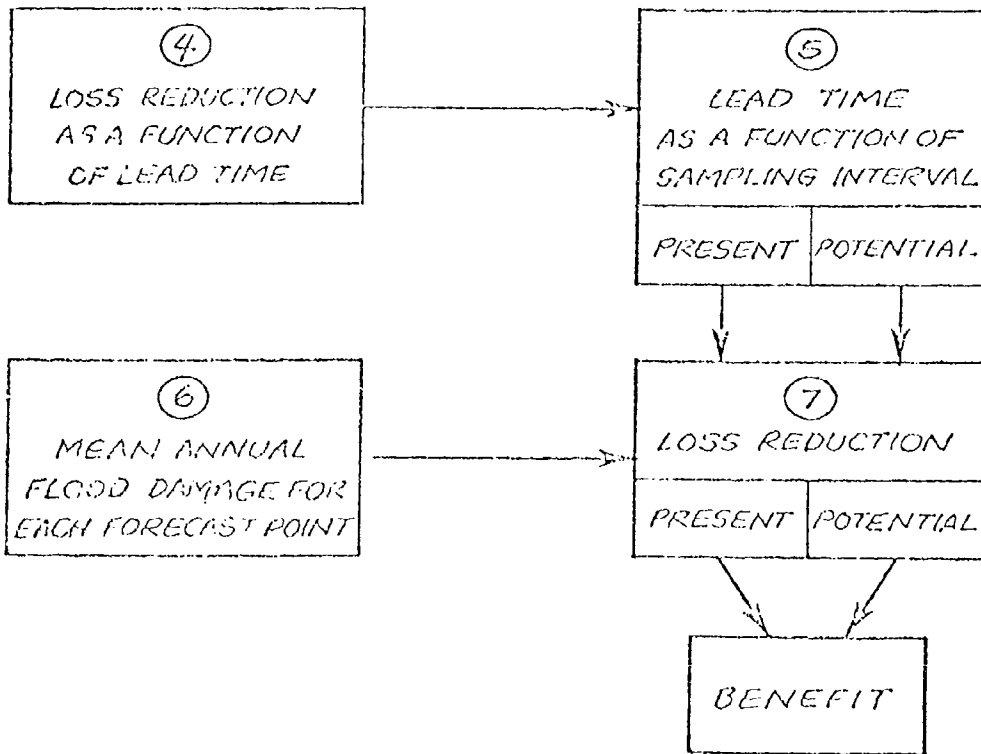 4
LOSS REDUCTION
AS A FUNCTION
OF LEAD TIME
5
LEAD TIME
AS A FUNCTION OF
SAMPLING INTERVAL
PRESENT
POTENTIAL
6
MEAN ANNUAL
FLOOD DAMAGE FOR
EACH FORECAST POINT
7
LOSS REDUCTION
PRESENT
POTENTIAL
BENEFIT